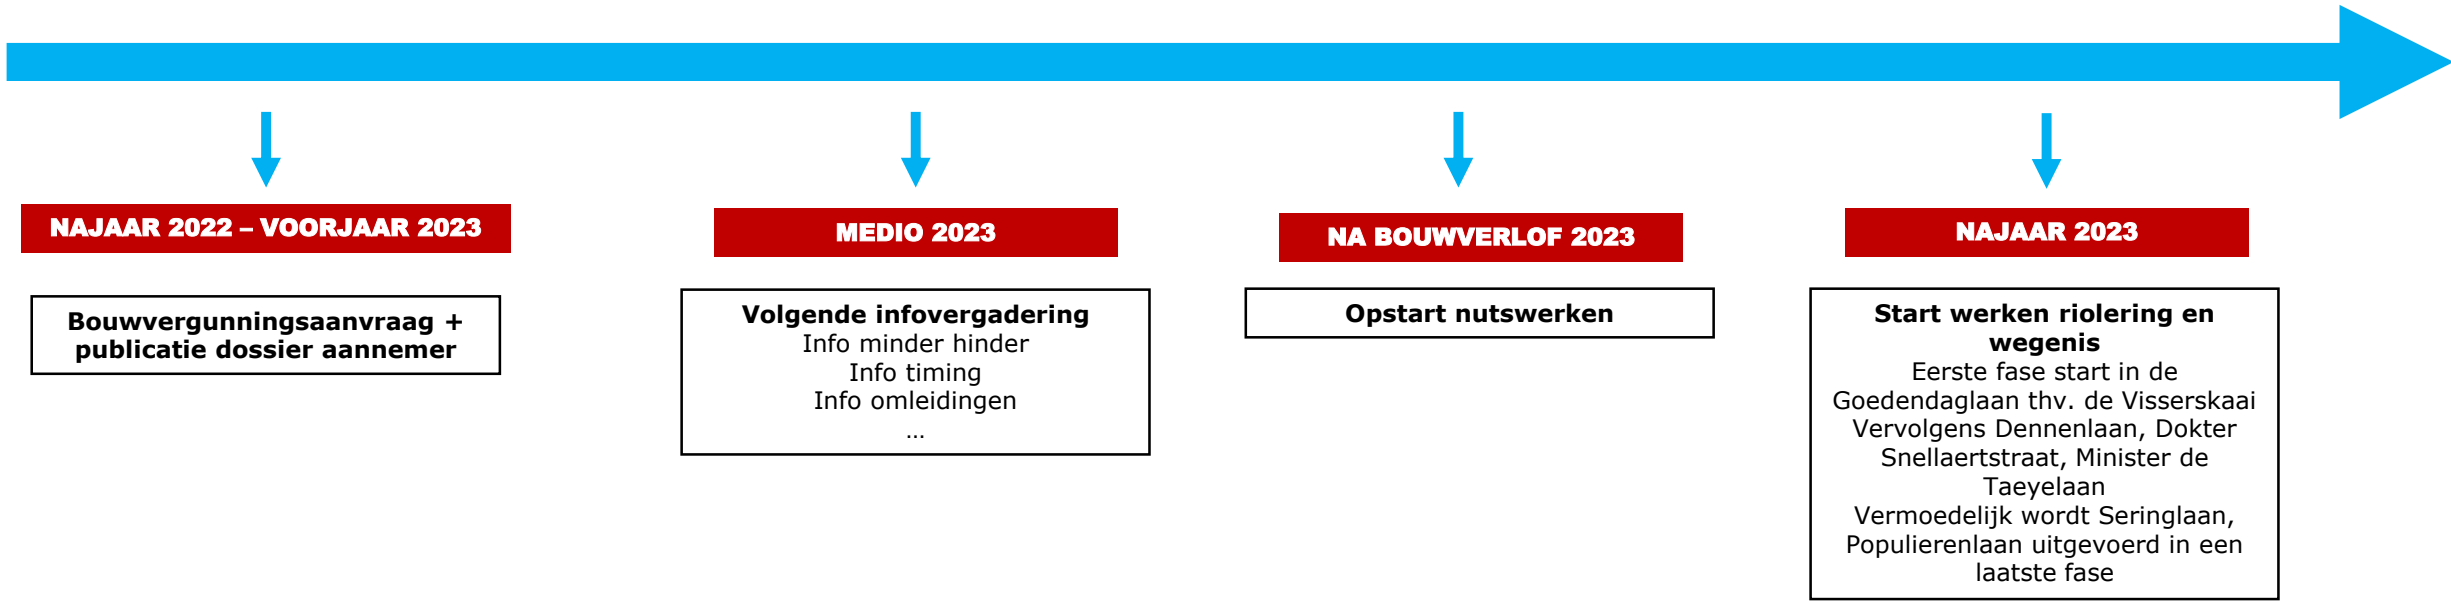 NAJAAR 2022 – VOORJAAR 2023
Bouwvergunningsaanvraag +
publicatie dossier aannemer
MEDIO 2023
Volgende infovergadering
Info minder hinder
Info timing
Info omleidingen
…
NA BOUWVERLOF 2023
Opstart nutswerken
NAJAAR 2023
Start werken riolering en
wegenis
Eerste fase start in de
Goedendaglaan thv. de Visserskaai
Vervolgens Dennenlaan, Dokter
Snellaertstraat, Minister de
Taeyelaan
Vermoedelijk wordt Seringlaan,
Populierenlaan uitgevoerd in een
laatste fase